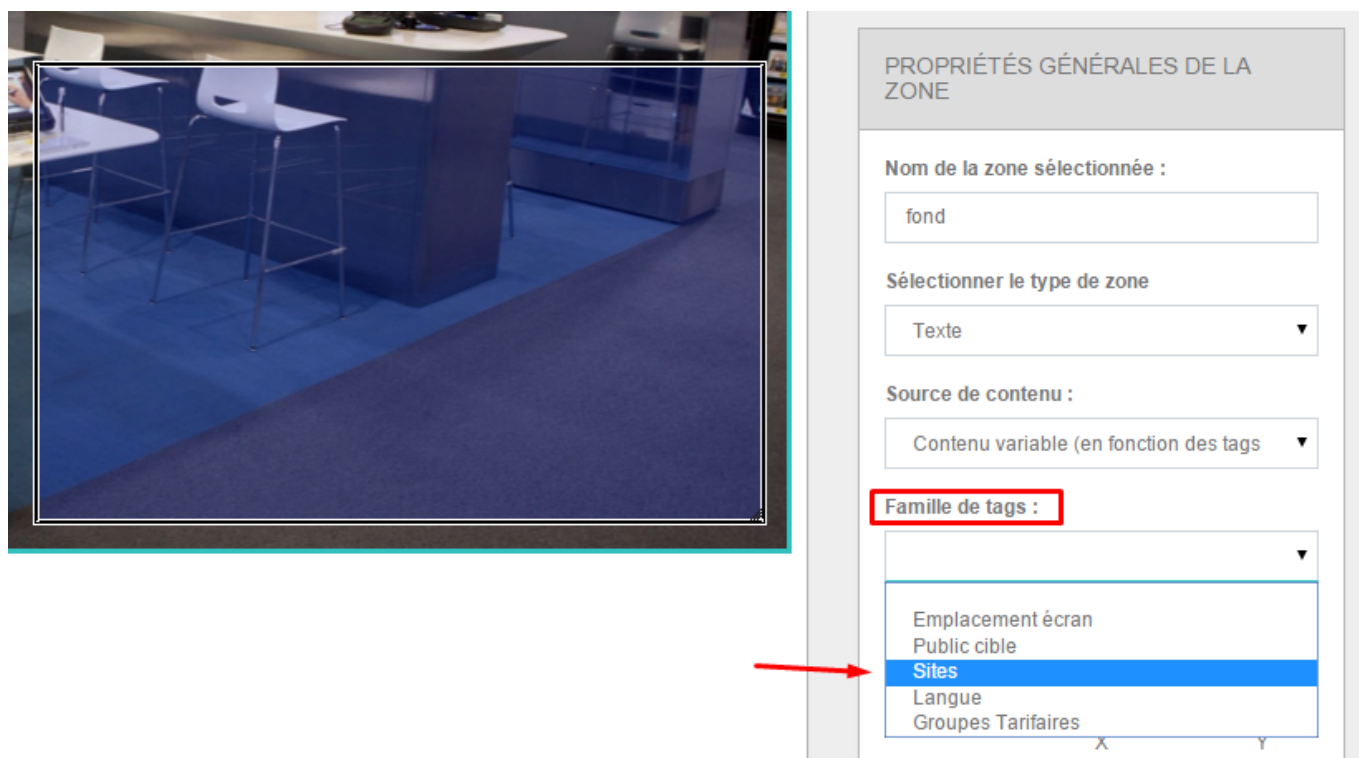 PROPRIÉTÉS GÉNÉRALES DE LA
ZONE
Nom de la zone sélectionnée :
fond
Sélectionner le type de zone
Texte
Source de contenu :
Contenu variable (en fonction des tags
Famille de tags :
Emplacement écran
Public cible
Sites
Langue
Groupes Tarifaires
X Y